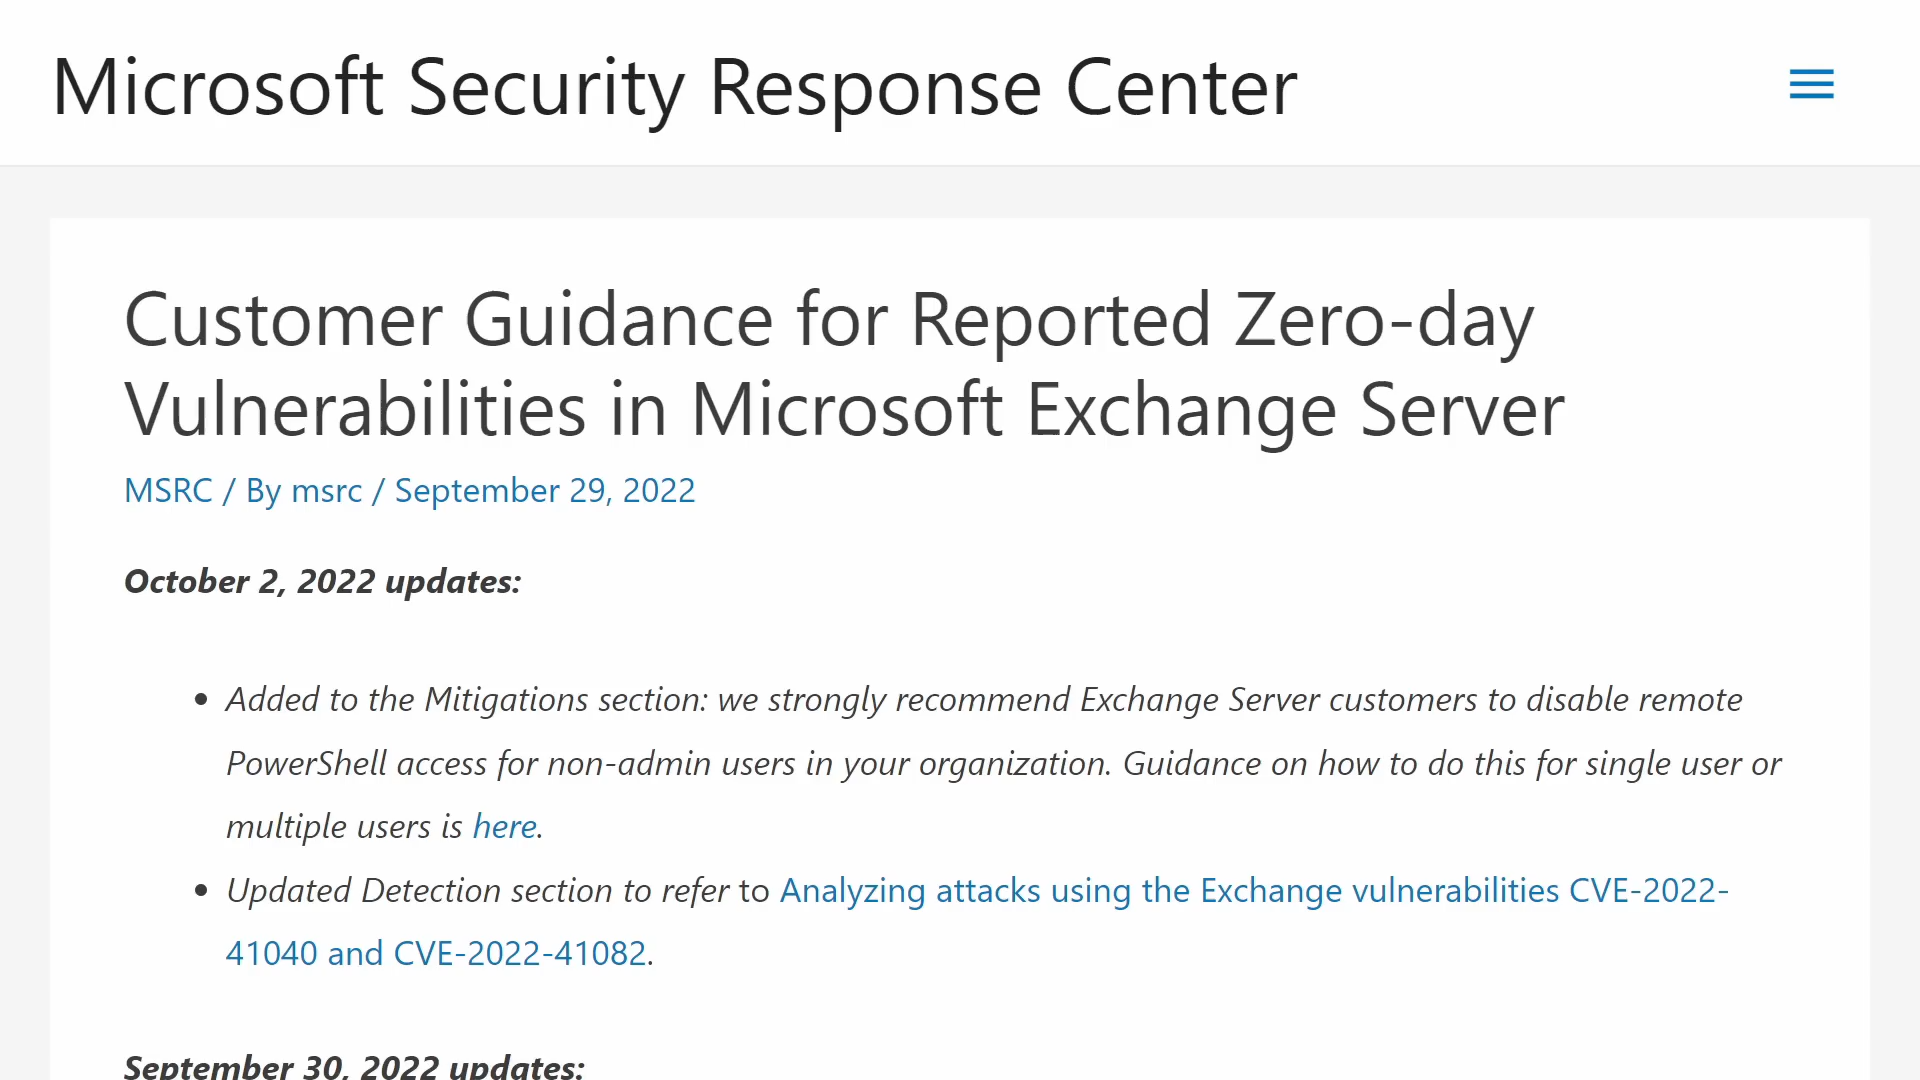 Microsoft Security Response Center
Customer Guidance for Reported Zero-day
Vulnerabilities in Microsoft Exchange Server
MSRC / By msrc / September 29, 2022
October 2, 2022 updates:
• Added to the Mitigations section: we strongly recommend Exchange Server customers to disable remote
PowerShell access for non-admin users in your organization. Guidance on how to do this for single user or
multiple users is here.
• Updated Detection section to refer to Analyzing attacks using the Exchange vulnerabilities CVE-2022-
41040 and CVE-2022-41082.
September 30, 2022 updates: